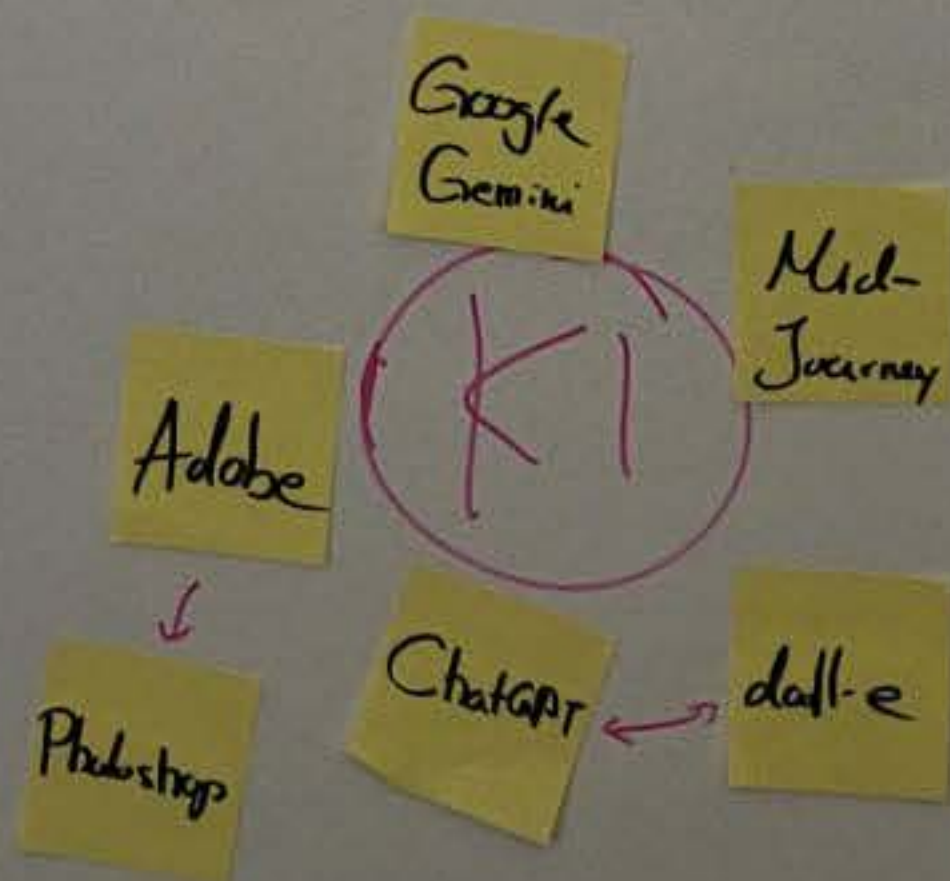 Google
Gemini
Mid-
Journey
KI
Adobe
ChatGPT
dall-e
Photoshop